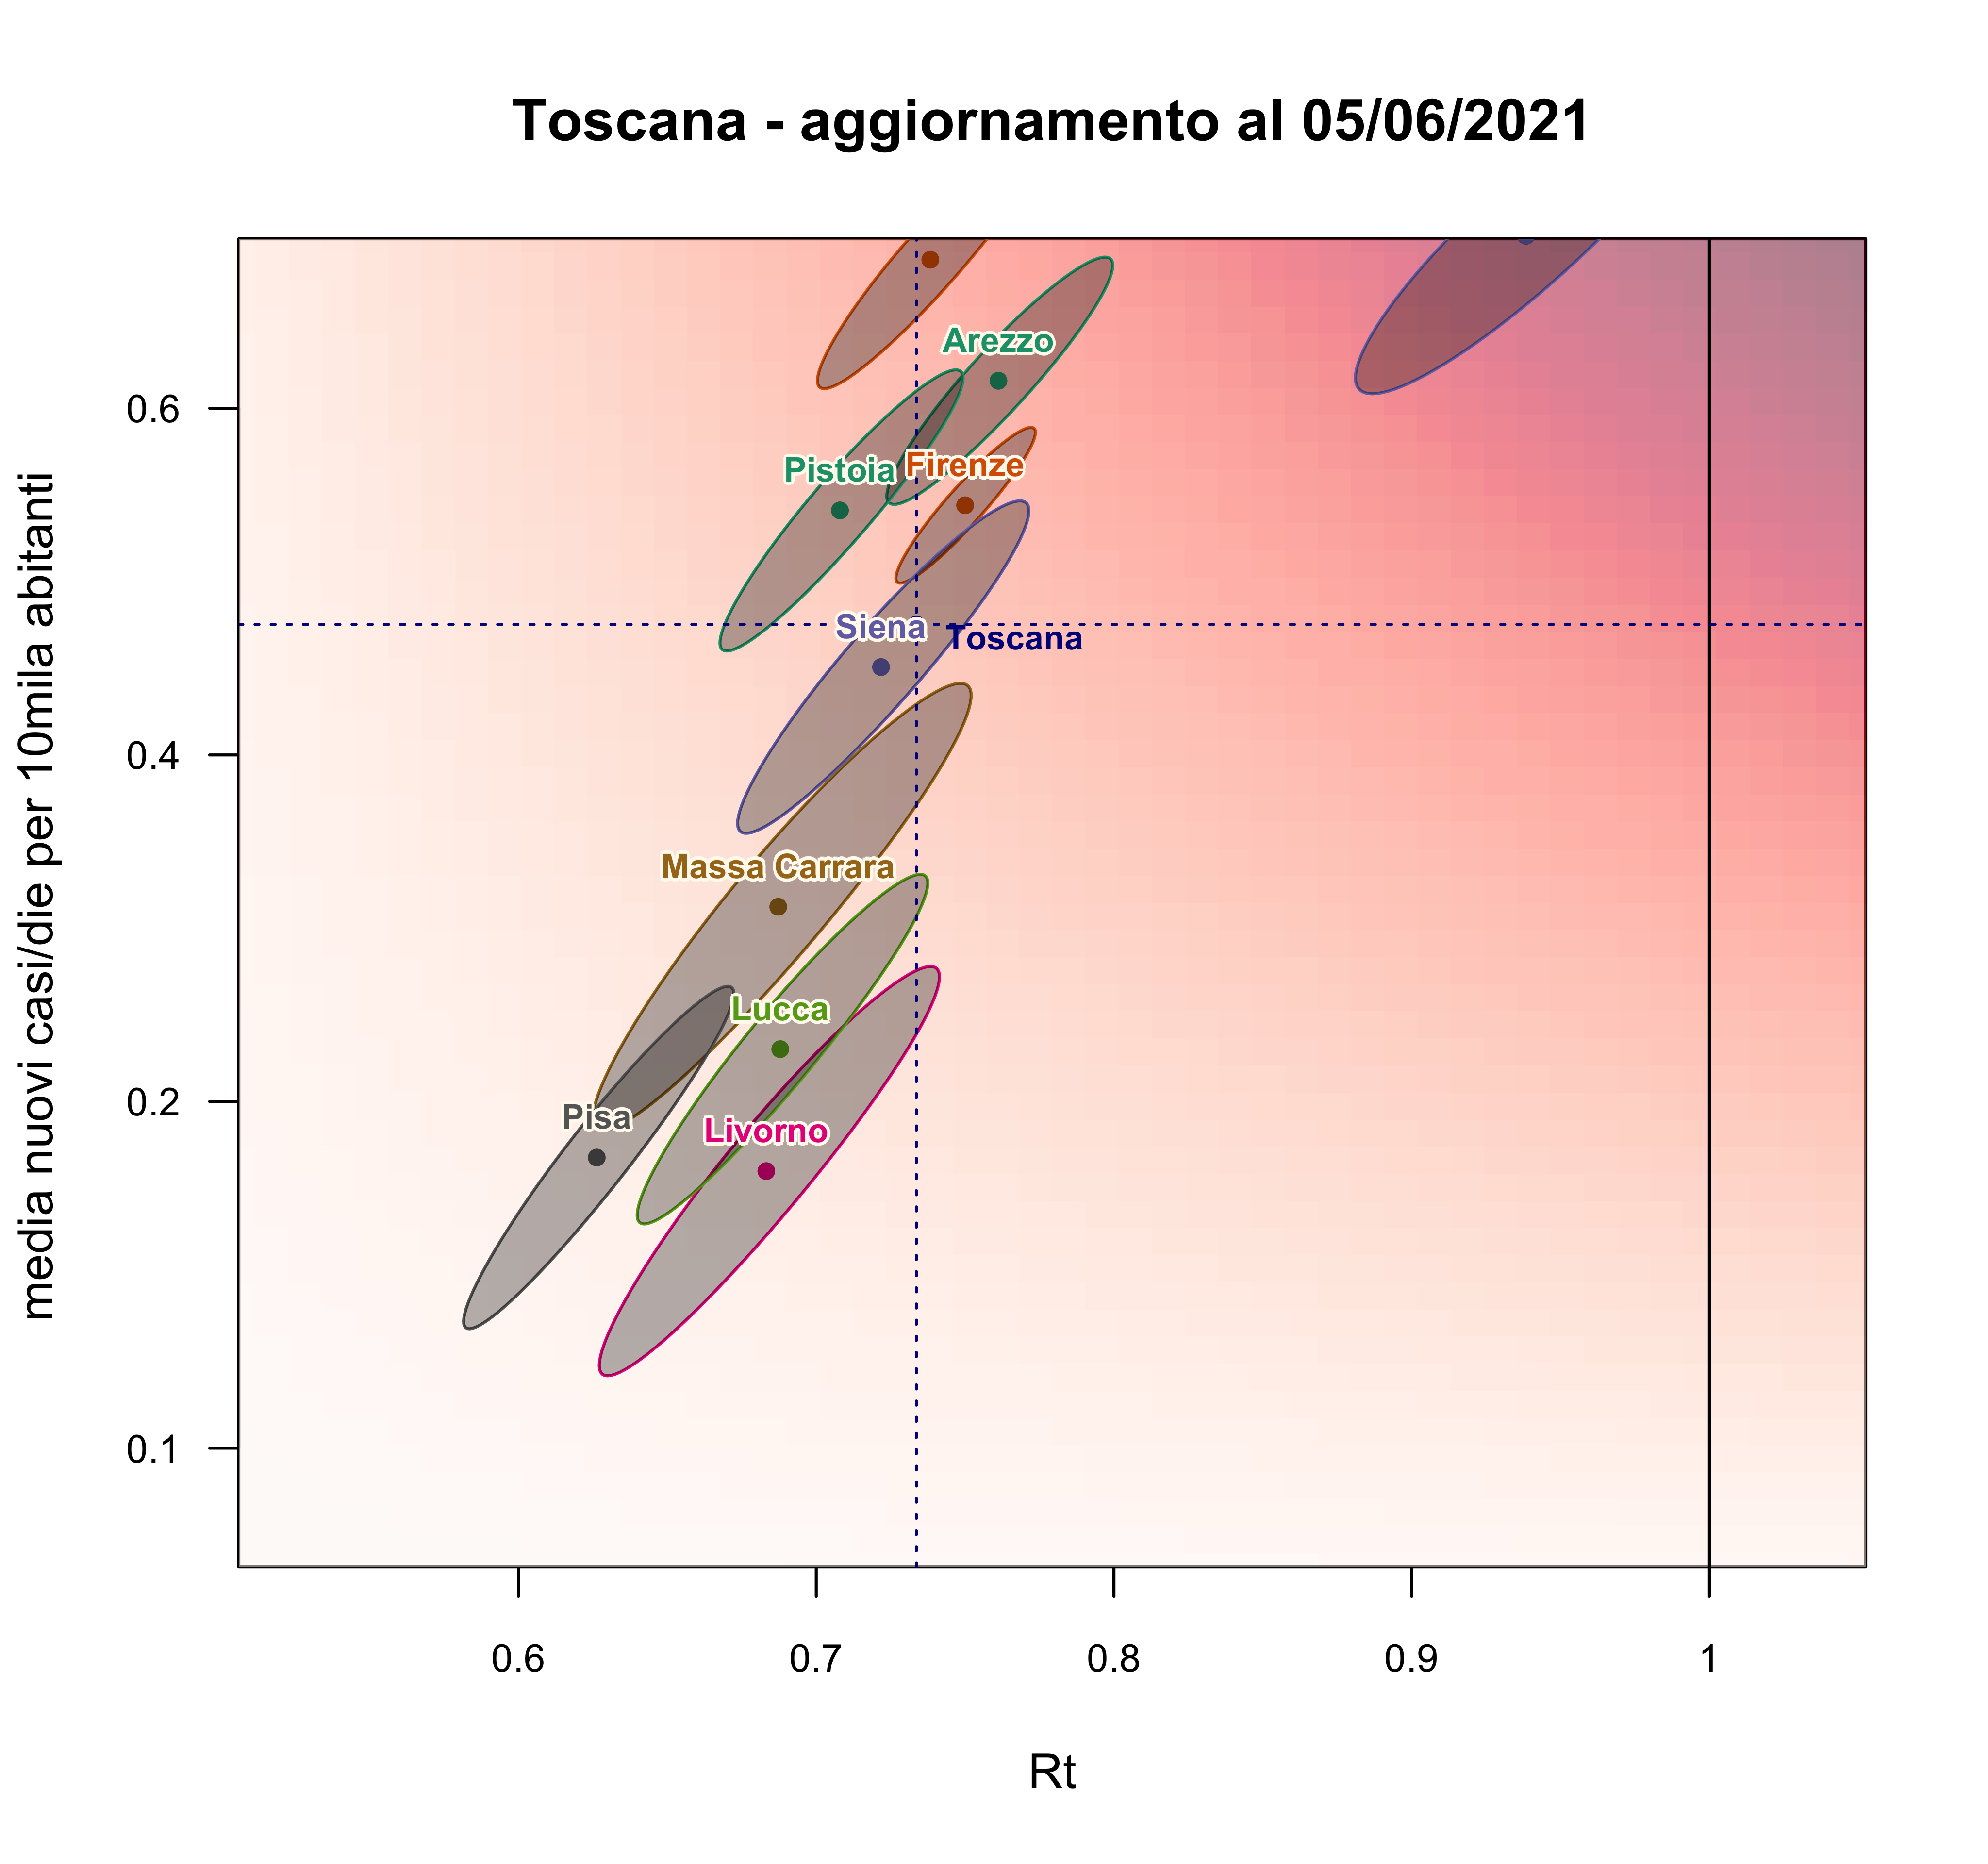 Toscana - aggiornamento al 05/06/2021
media nuovi casi/die per 10mila abitanti
0.6
0.4
0.2
0.1
Arezzo
Pistoia
Firenze
Siena
Toscana
Massa Carrara
Lucca
Pisa
Livorno
0.6
0.7
0.8
0.9
1
Rt